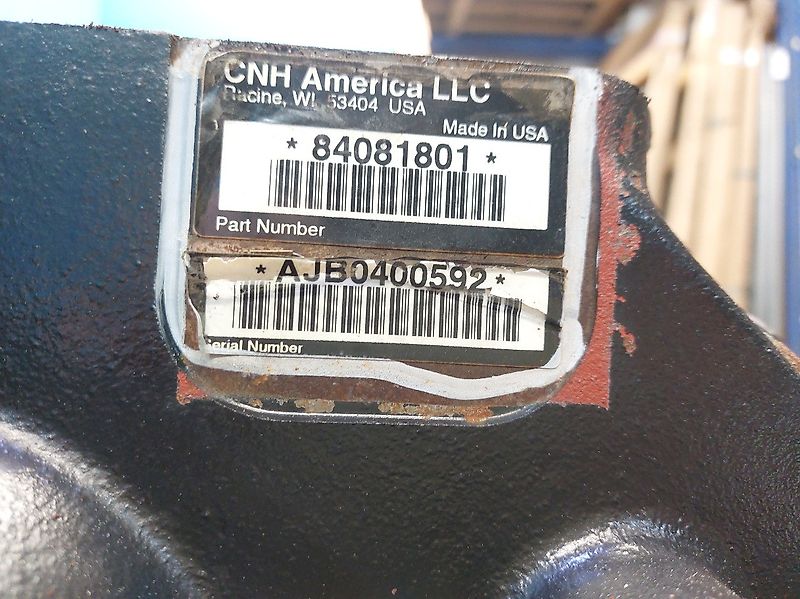 CNH America LLC
Racine, WI 53404 USA
Made In USA
* 84081801 *
Part Number
* AJB0400592 *
Serial Number